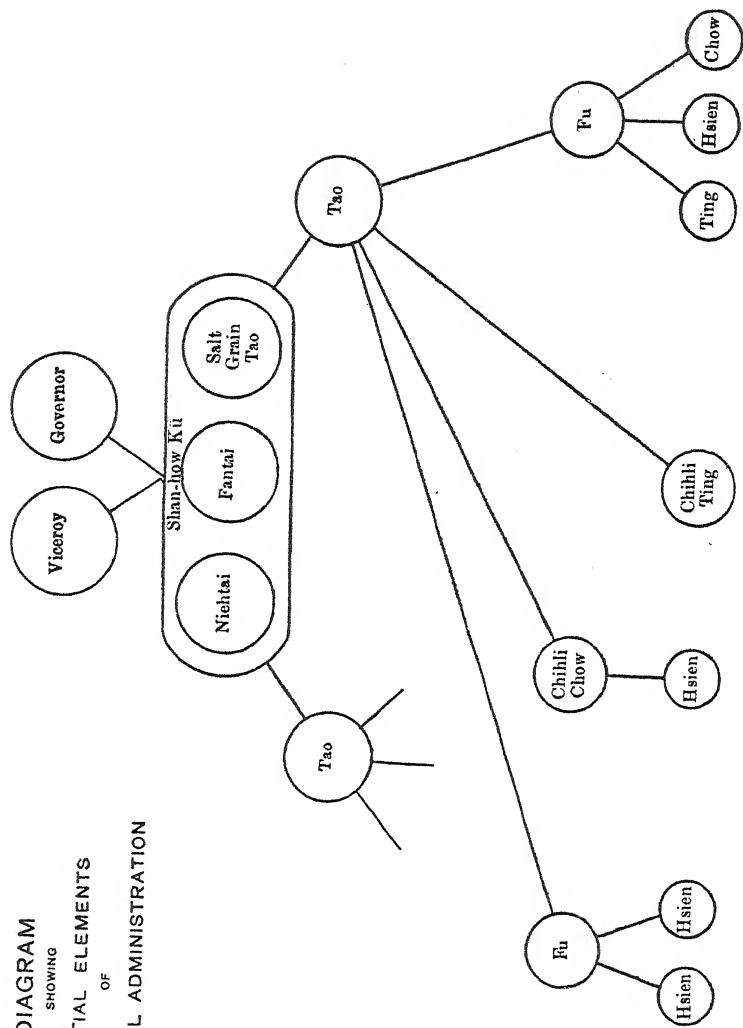 DIAGRAM
SHOWING
TIAL ELEMENTS
OF
L ADMINISTRATION
Viceroy
Governor
Shan-how Kü
Niehtai
Fantai
Salt
Grain
Tao
Tao
Tao
Fu
Chihli
Chow
Chihli
Ting
Fu
Hsien
Hsien
Hsien
Ting
Hsien
Chow